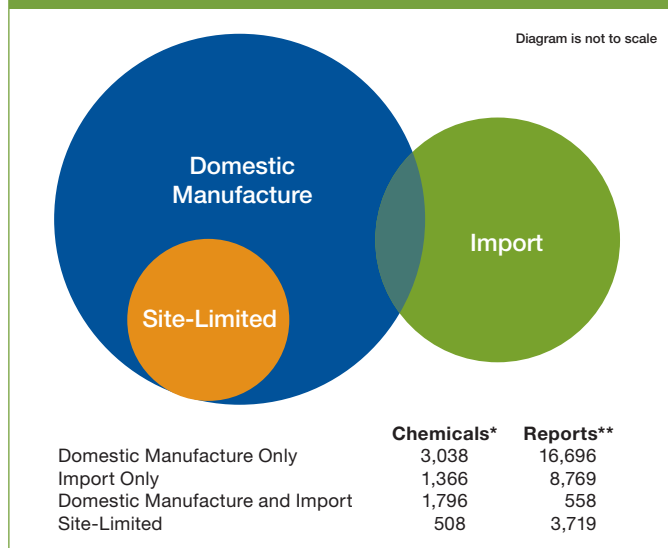 Diagram is not to scale
Domestic
Manufacture
Import
Site-Limited
Chemicals* Reports**
Domestic Manufacture Only 3,038 16,696
Import Only 1,366 8,769
Domestic Manufacture and Import 1,796 558
Site-Limited 508 3,719